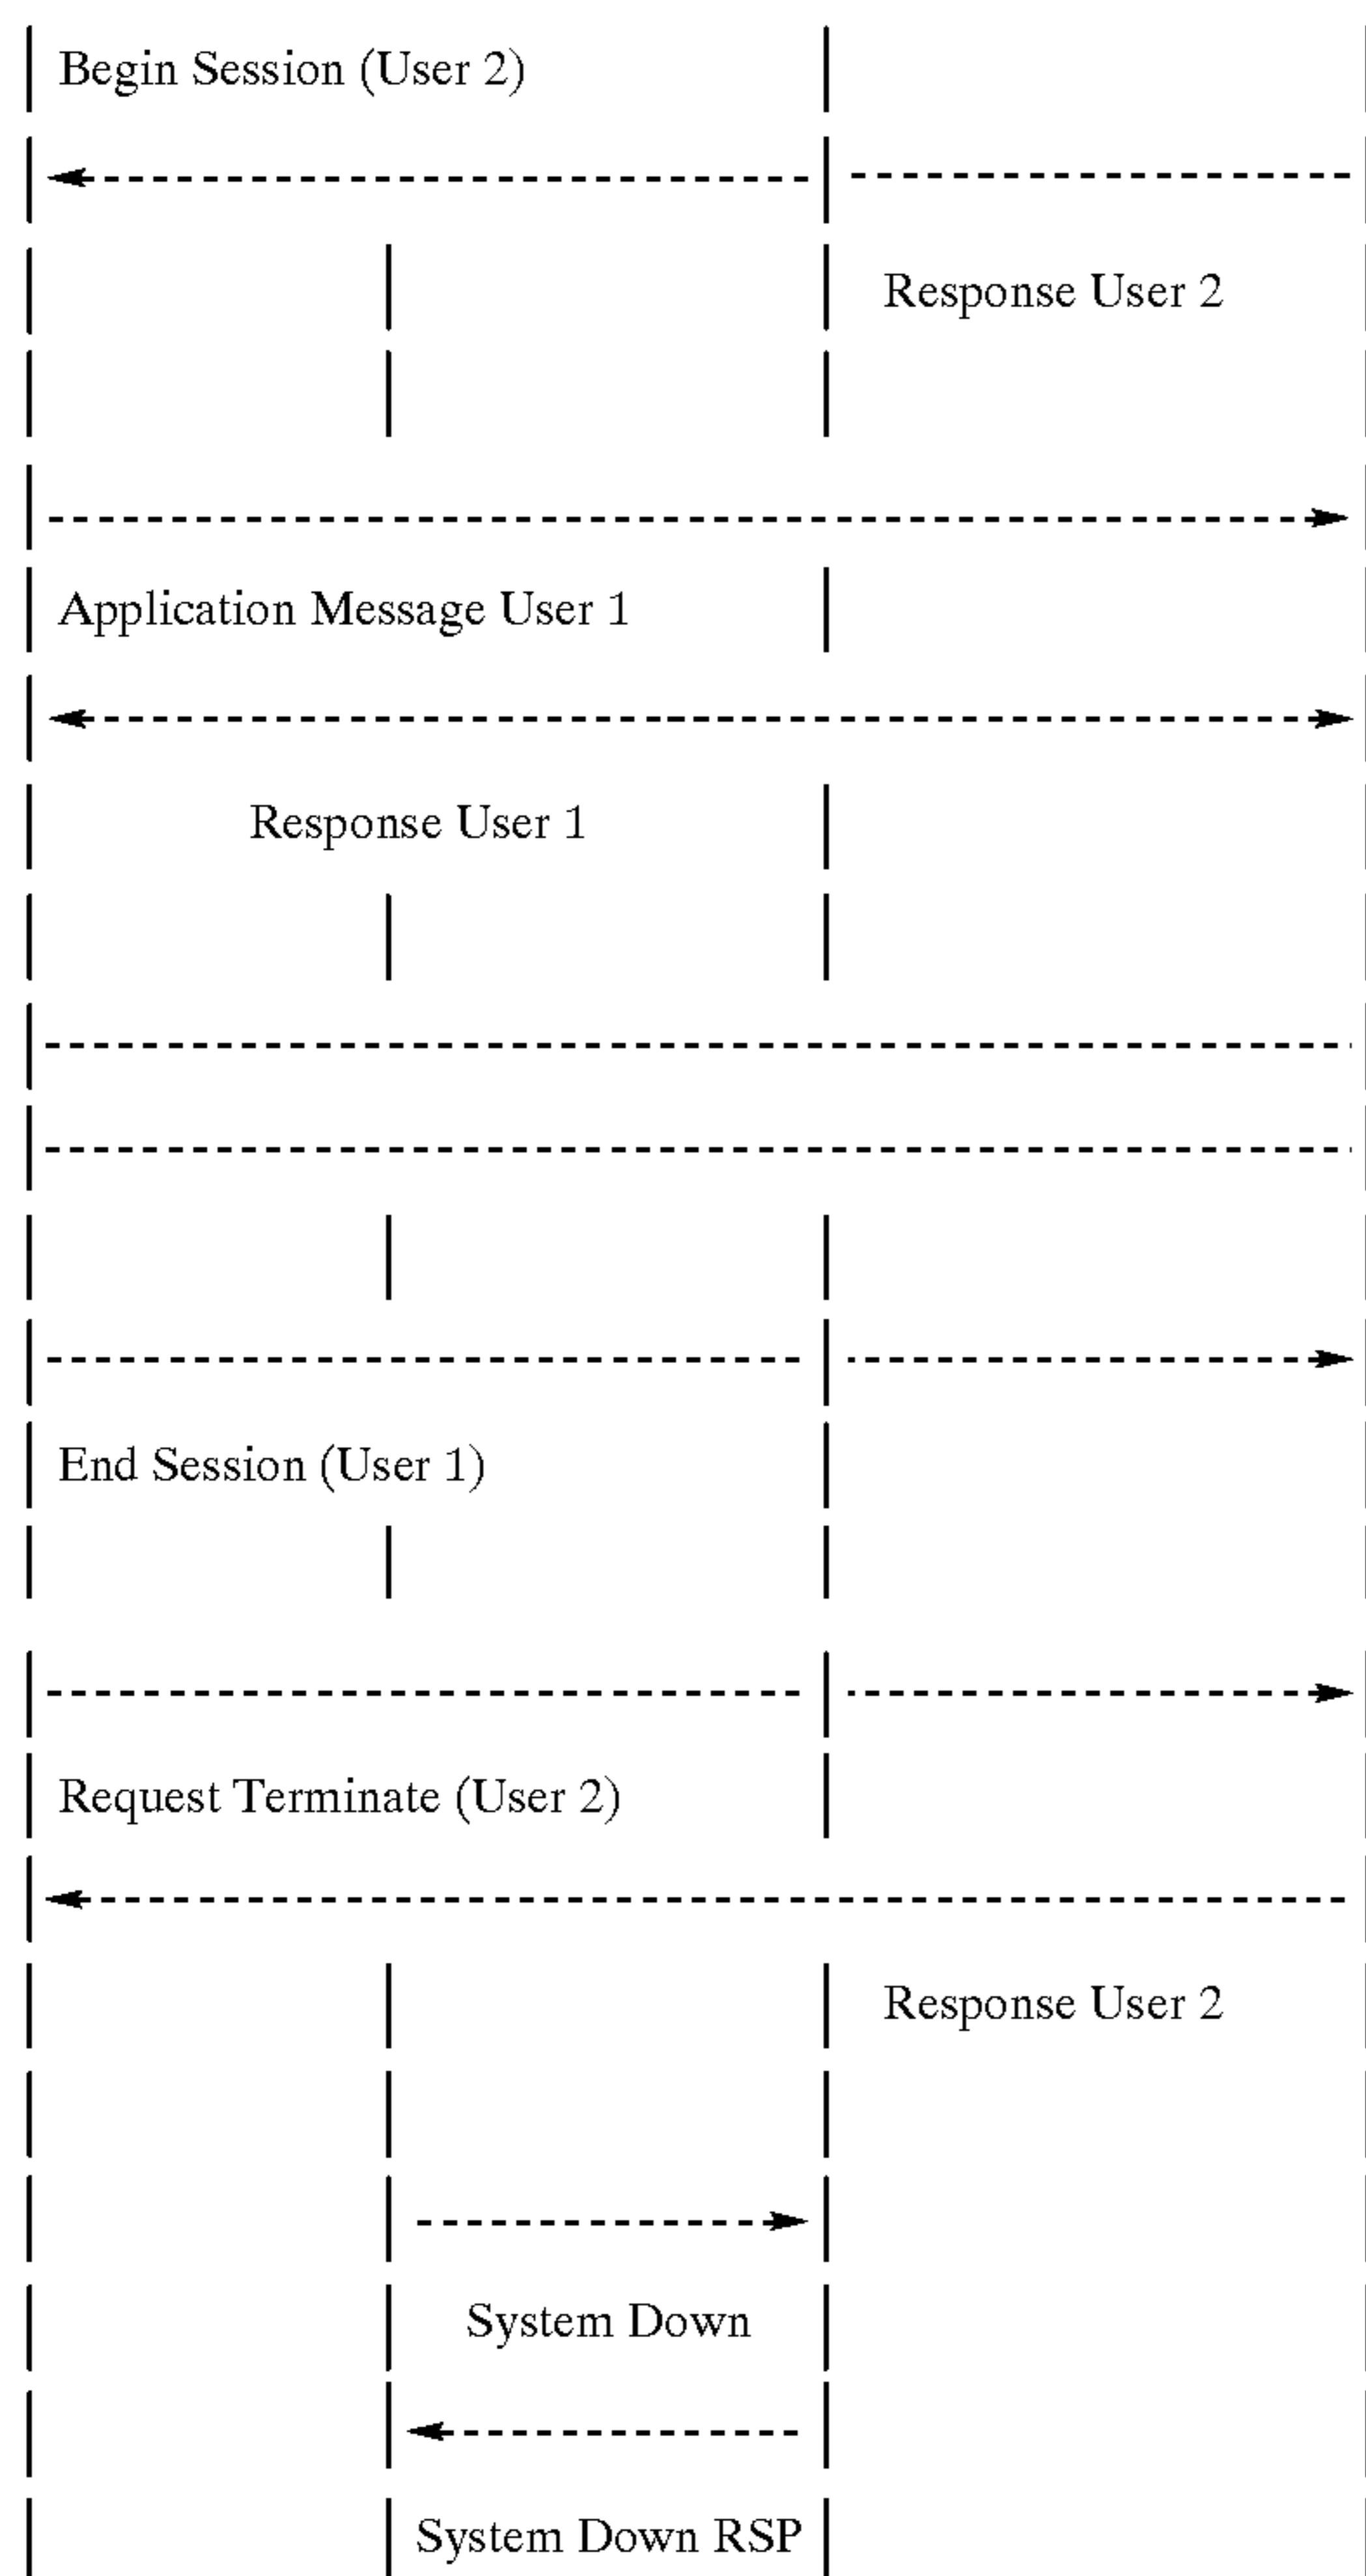 Begin Session (User 2)
Response User 2
Application Message User 1
Response User 1
End Session (User 1)
Request Terminate (User 2)
Response User 2
System Down
System Down RSP